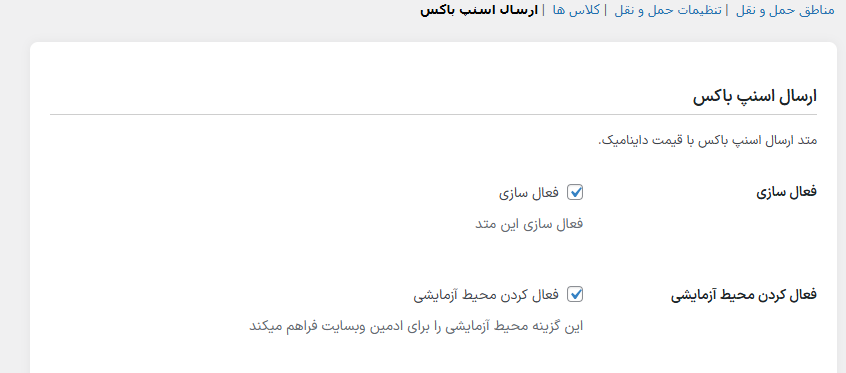 مناطق حمل و نقل | تنظیمات حمل و نقل | کلاس ها | ارسال اسنپ باکس
ارسال اسنپ باکس
متد ارسال اسنپ باکس با قیمت داینامیک.
فعال سازی
فعال سازی
فعال سازی این متد
فعال کردن محیط آزمایشی
فعال کردن محیط آزمایشی
این گزینه محیط آزمایشی را برای ادمین وبسایت فراهم میکند